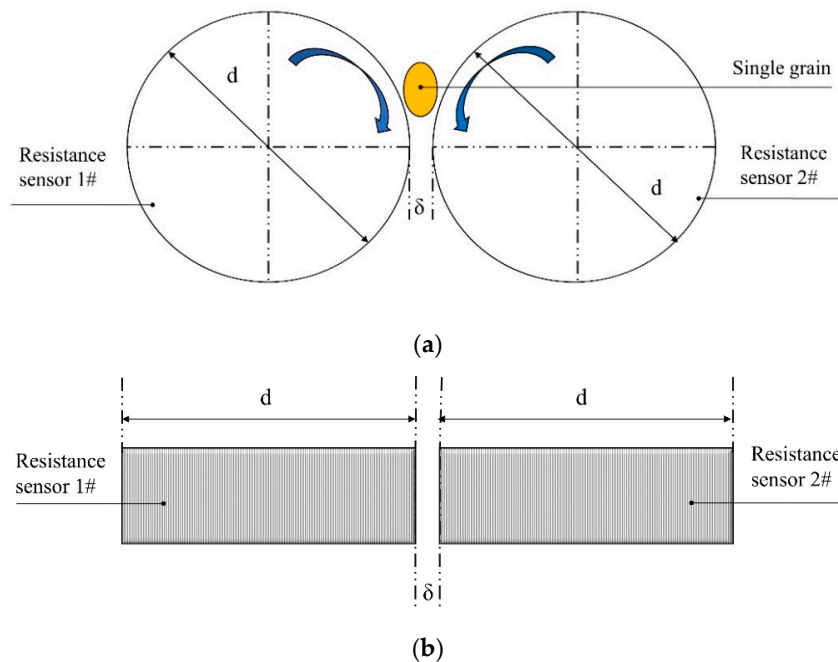 d
Single grain
Resistance
sensor 1#
Resistance
sensor 2#
d
δ
(a)
d
d
Resistance
sensor 1#
Resistance
sensor 2#
δ
(b)